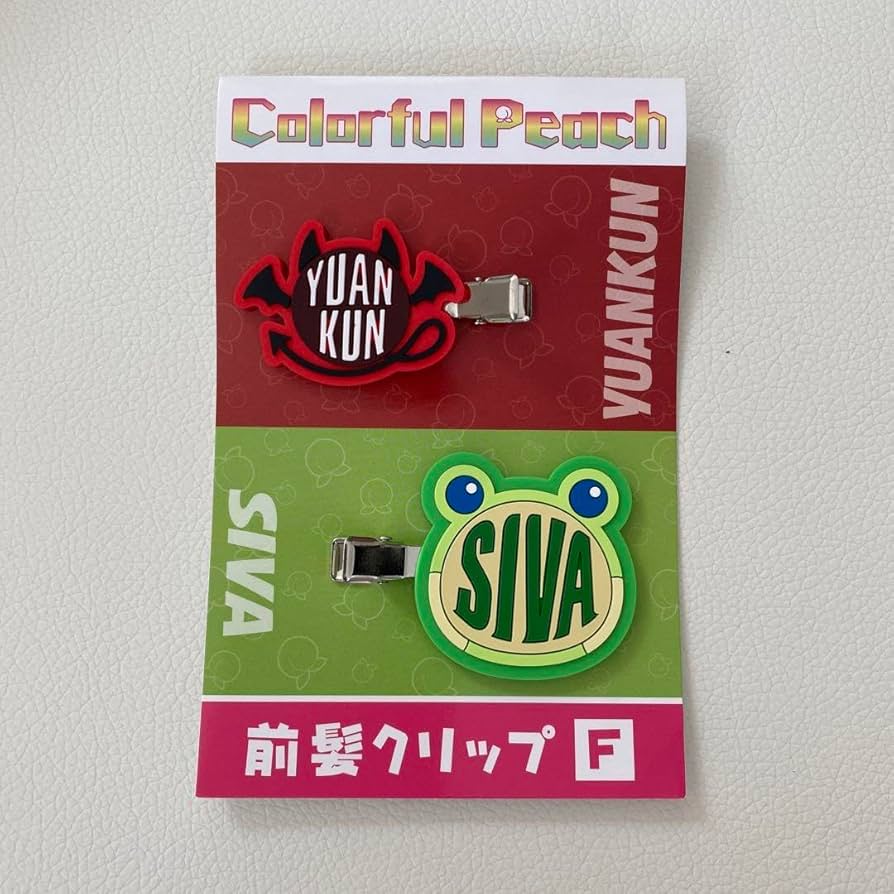 Colorful Peach
YUAN
KUN
YUANKUN
SIVA
SIVA
前髪クリップ F